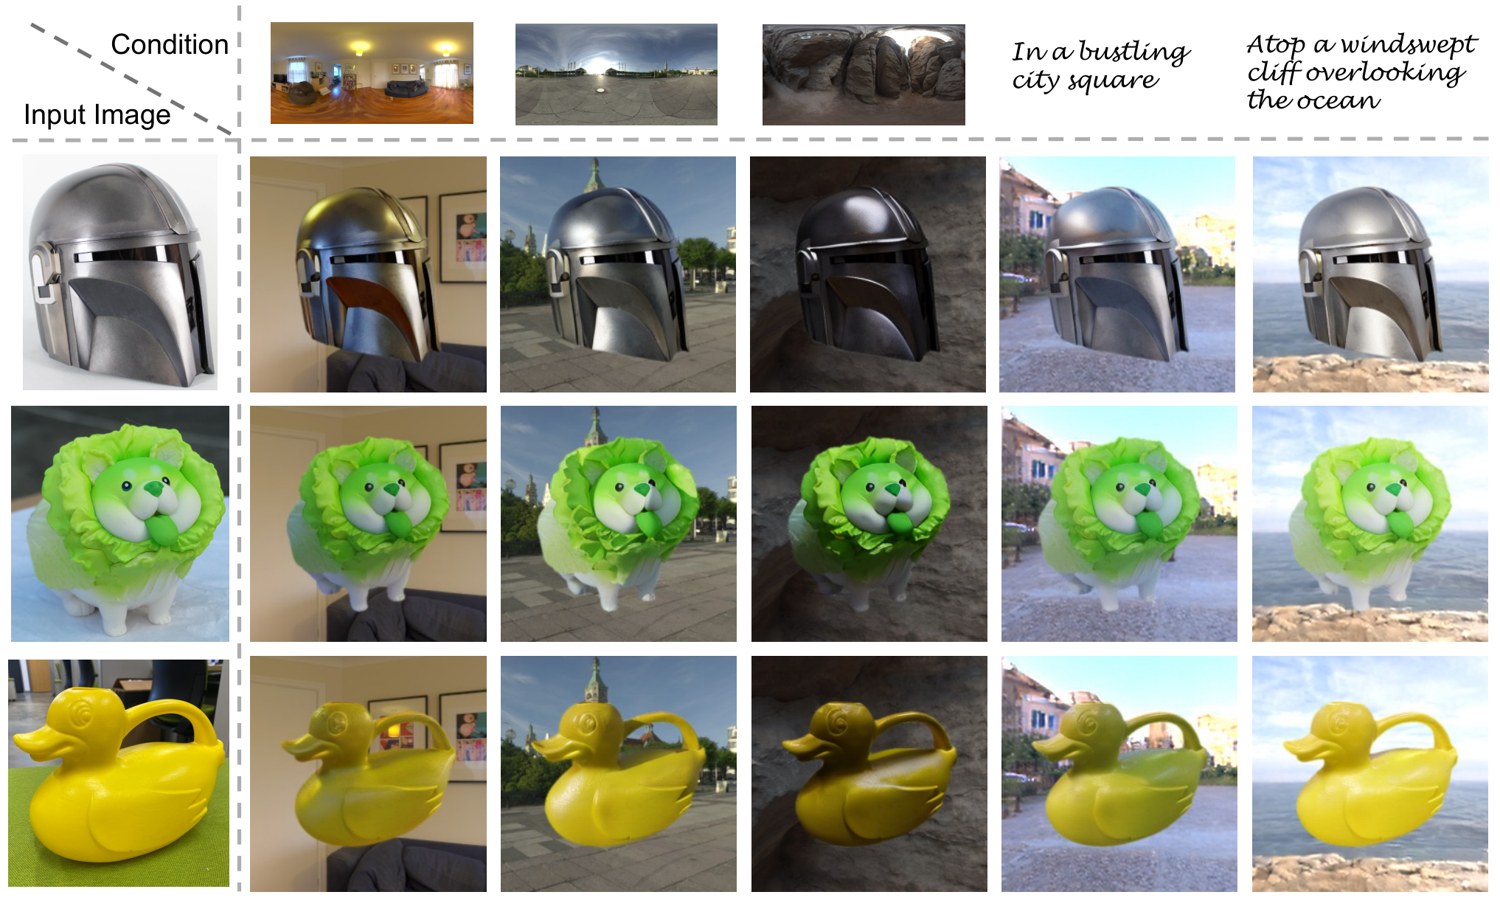 Condition
Input Image
In a bustling
city square
Atop a windswept
cliff overlooking
the ocean